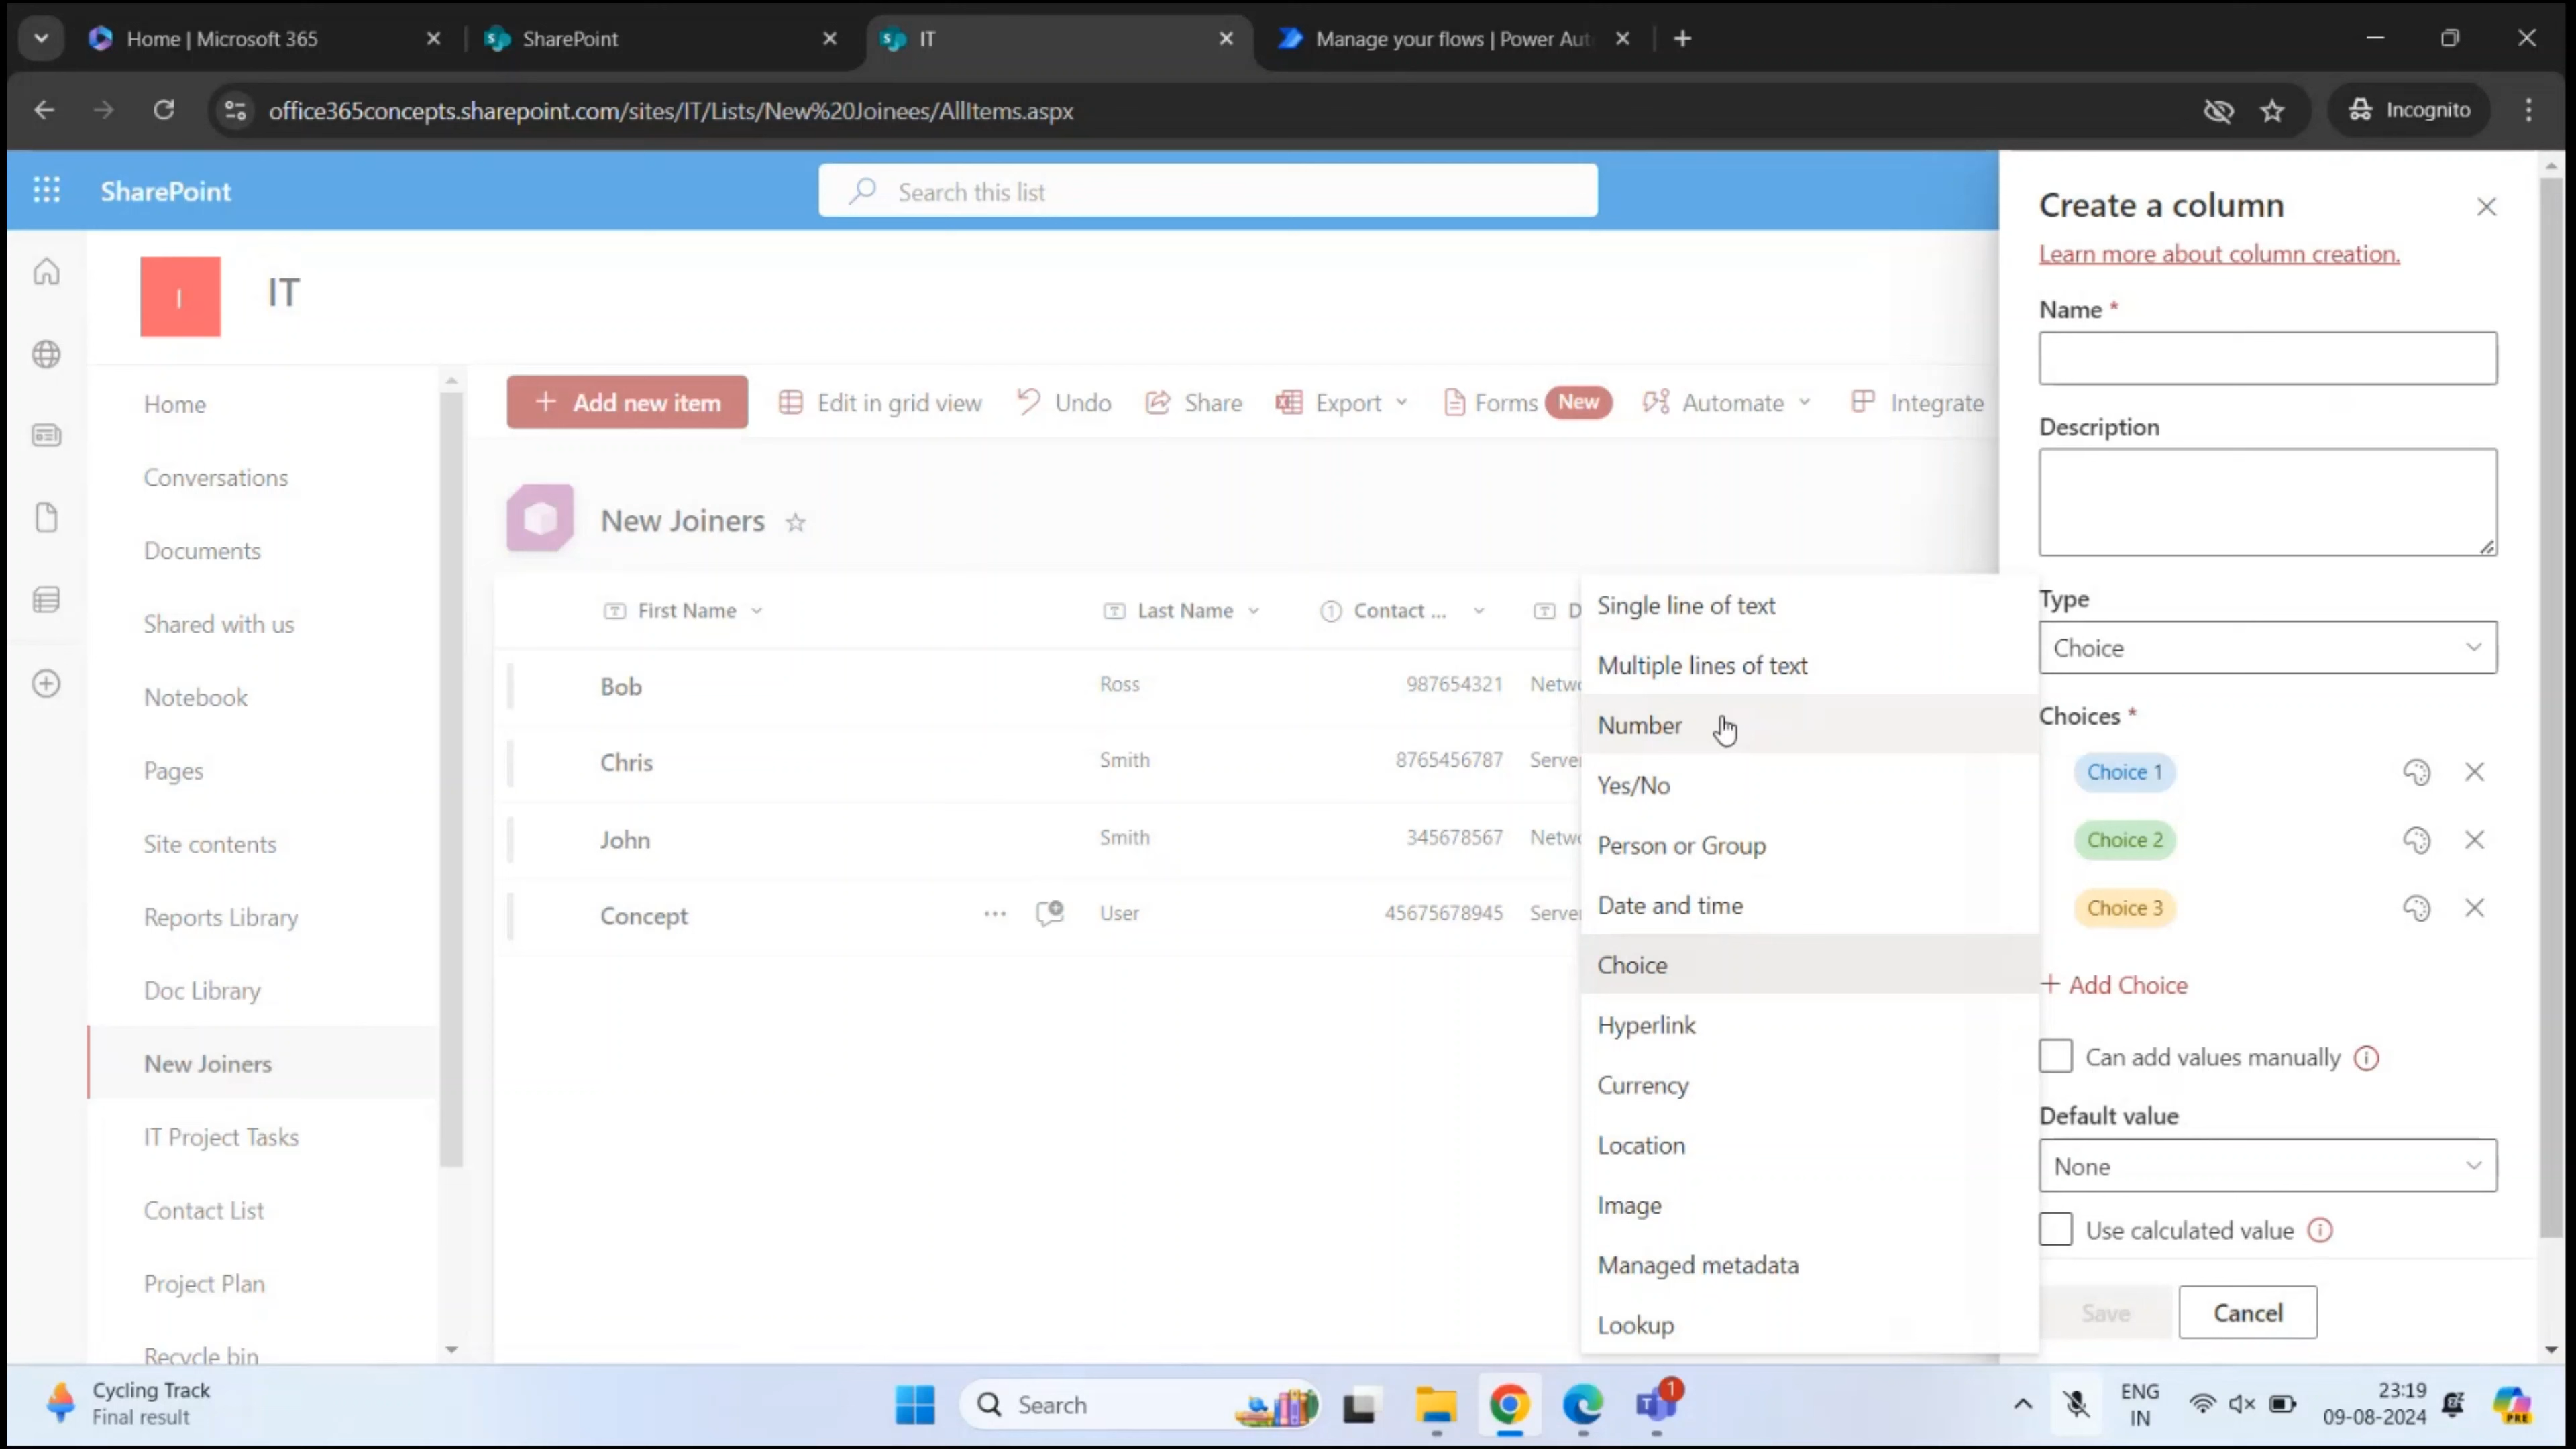 Home | Microsoft 365
SharePoint
IT
Manage your flows | Power Aut
office365concepts.sharepoint.com/sites/IT/Lists/New%20Joinees/AllItems.aspx
Incognito
SharePoint
Search this list
I
IT
Home
Conversations
Documents
Shared with us
Notebook
Pages
Site contents
Reports Library
Doc Library
New Joiners
IT Project Tasks
Contact List
Project Plan
Recycle bin
+ Add new item
Edit in grid view
Undo
Share
Export
Forms New
Automate
Integrate
New Joiners
First Name Last Name Contact ... D
Bob Ross 987654321 Netwo
Chris Smith 8765456787 Server
John Smith 345678567 Netwo
Concept ... User 45675678945 Server
Single line of text
Multiple lines of text
Number
Yes/No
Person or Group
Date and time
Choice
Hyperlink
Currency
Location
Image
Managed metadata
Lookup
Create a column
Learn more about column creation.
Name *
Description
Type
Choice
Choices *
Choice 1
Choice 2
Choice 3
+ Add Choice
Can add values manually
Default value
None
Use calculated value
Save Cancel
Cycling Track
Final result
Search
1
ENG
IN
23:19
09-08-2024
PRE